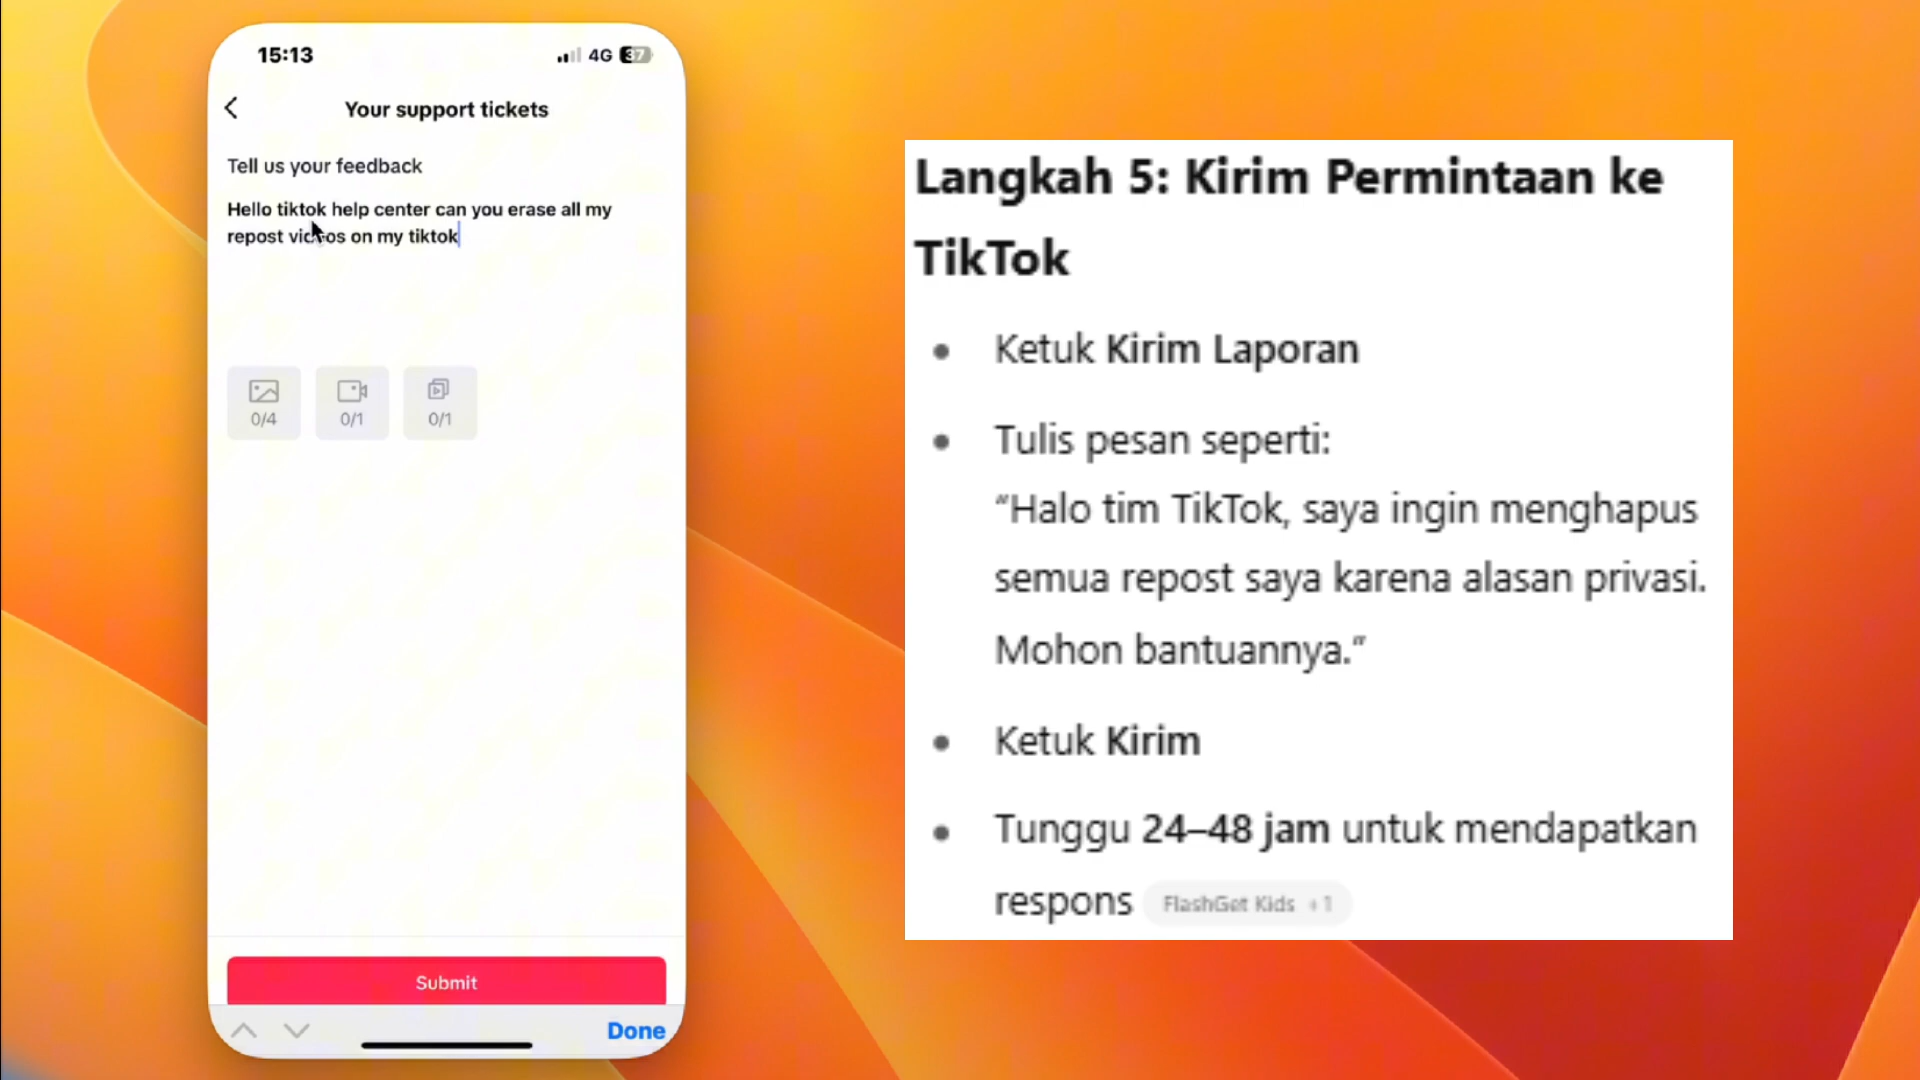 15:13
4G 37
Your support tickets
Tell us your feedback
Hello tiktok help center can you erase all my
repost videos on my tiktok
0/4 0/1 0/1
Submit
Done
Langkah 5: Kirim Permintaan ke
TikTok
Ketuk Kirim Laporan
Tulis pesan seperti:
“Halo tim TikTok, saya ingin menghapus
semua repost saya karena alasan privasi.
Mohon bantuannya.”
Ketuk Kirim
Tunggu 24–48 jam untuk mendapatkan
respons FlashGet Kids +1